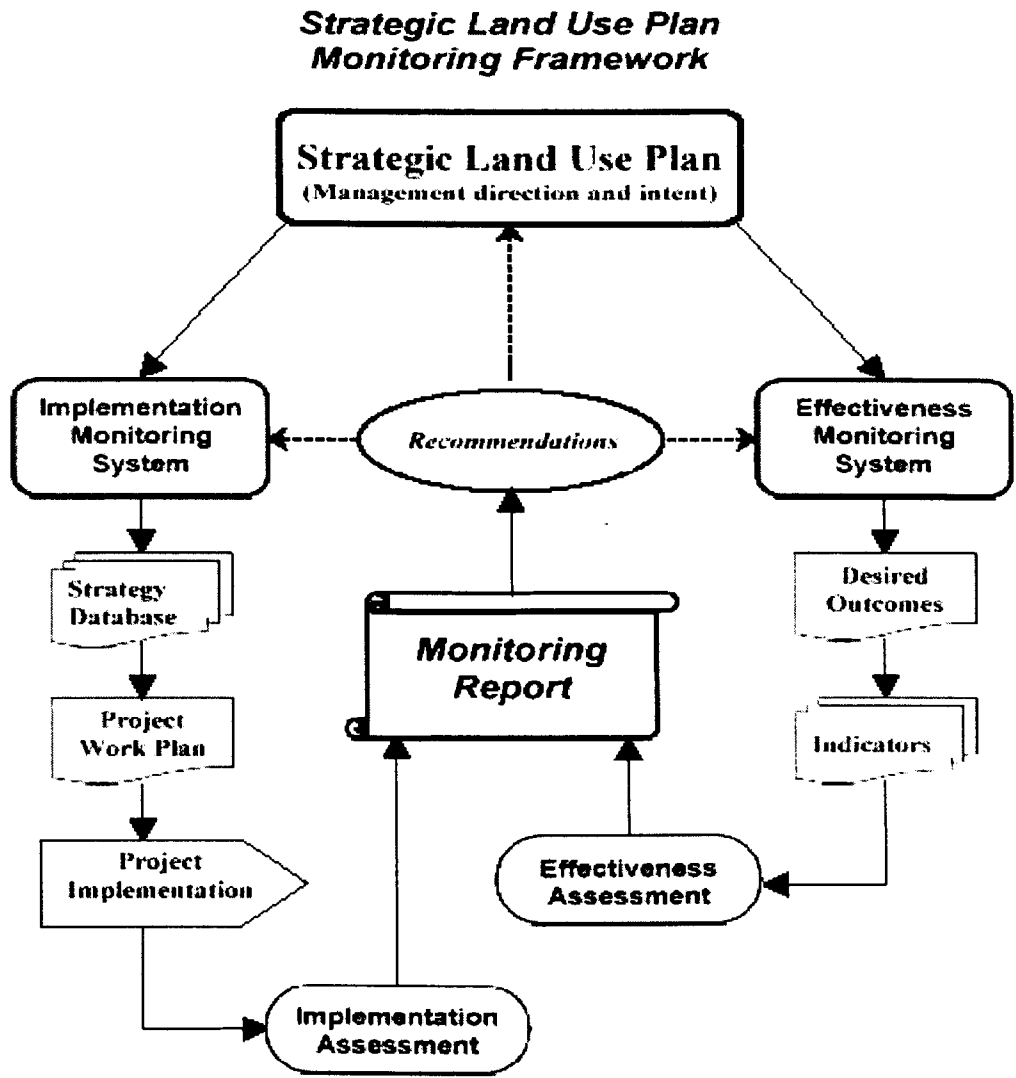 Strategic Land Use Plan
Monitoring Framework
Strategic Land Use Plan
(Management direction and intent)
Implementation
Monitoring
System
Recommendations
Effectiveness
Monitoring
System
Strategy
Database
Desired
Outcomes
Monitoring
Report
Project
Work Plan
Indicators
Project
Implementation
Effectiveness
Assessment
Implementation
Assessment